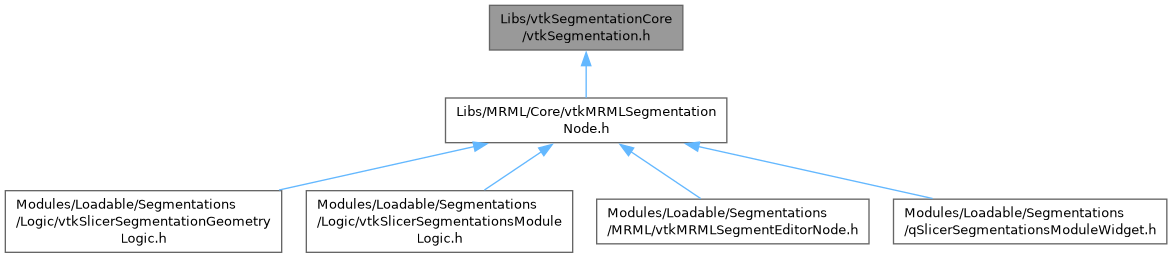 Libs/vtkSegmentationCore
/vtkSegmentation.h
Libs/MRML/Core/vtkMRMLSegmentation
Node.h
Modules/Loadable/Segmentations
/Logic/vtkSlicerSegmentationGeometry
Logic.h
Modules/Loadable/Segmentations
/Logic/vtkSlicerSegmentationsModule
Logic.h
Modules/Loadable/Segmentations
/MRML/vtkMRMLSegmentEditorNode.h
Modules/Loadable/Segmentations
/qSlicerSegmentationsModuleWidget.h